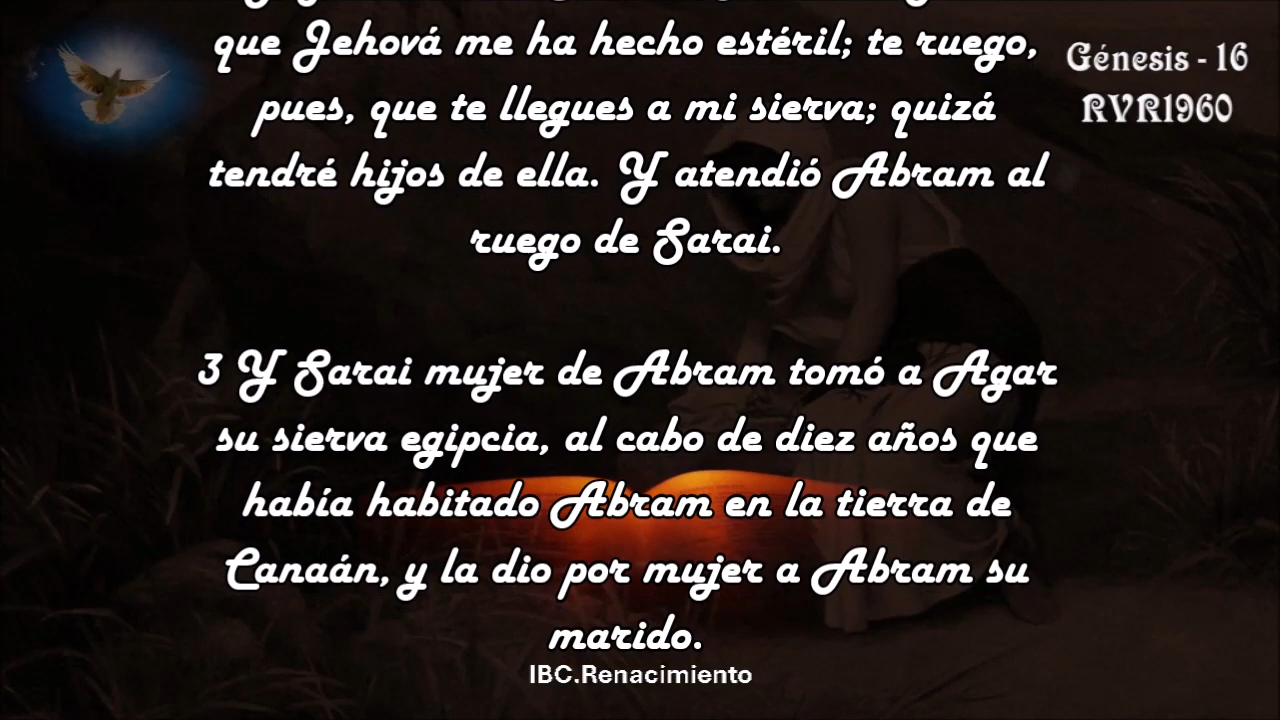 que Jehová me ha hecho estéril; te ruego,
pues, que te llegues a mi sierva; quizá
tendré hijos de ella. Y atendió Abram al
ruego de Sarai.
3 Y Sarai mujer de Abram tomó a Agar
su sierva egipcia, al cabo de diez años que
había habitado Abram en la tierra de
Canaán, y la dio por mujer a Abram su
marido.
Génesis - 16
RVR1960
IBC.Renacimiento